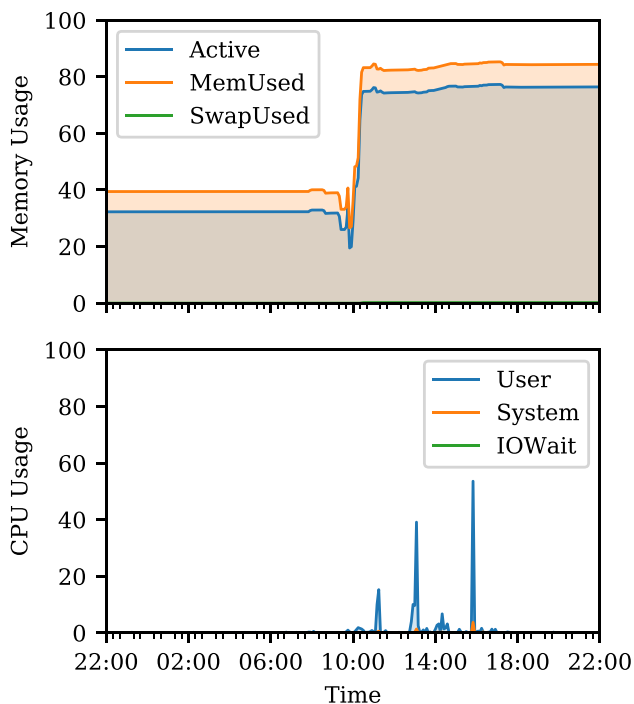 100
80
60
40
20
0
Memory Usage
Active
MemUsed
SwapUsed
100
80
60
40
20
0
CPU Usage
User
System
IOWait
22:00 02:00 06:00 10:00 14:00 18:00 22:00
Time